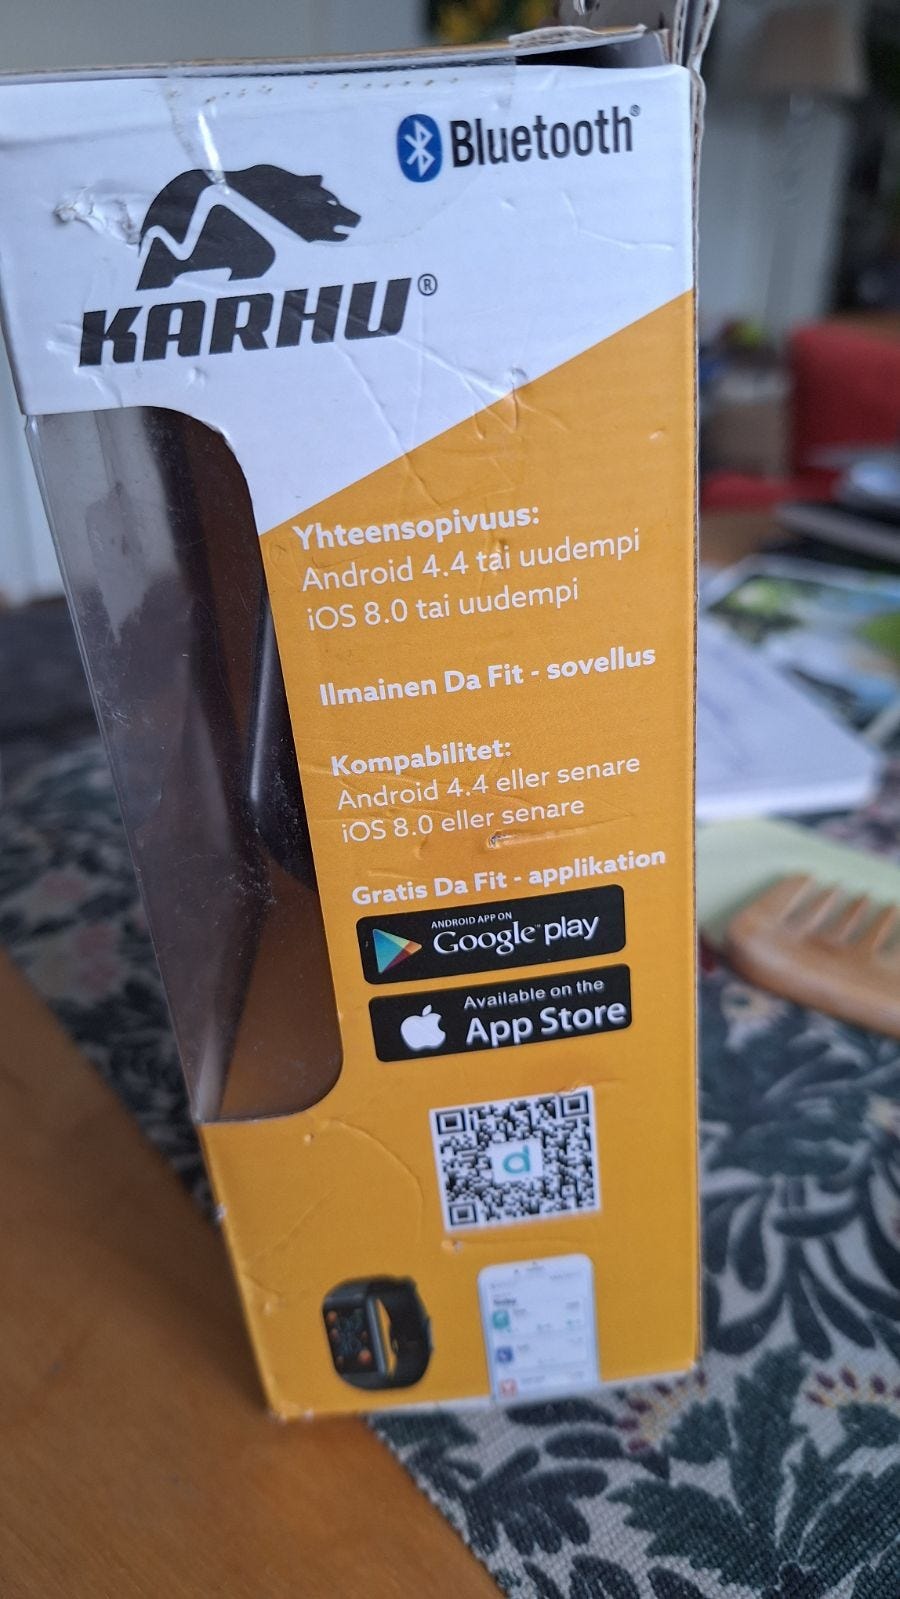 Bluetooth®
KARHU®
Yhteensopivuus:
Android 4.4 tai uudempi
iOS 8.0 tai uudempi
Ilmainen Da Fit - sovellus
Kompabilitet:
Android 4.4 eller senare
iOS 8.0 eller senare
Gratis Da Fit - applikation
ANDROID APP ON
Google™ play
Available on the
App Store
d